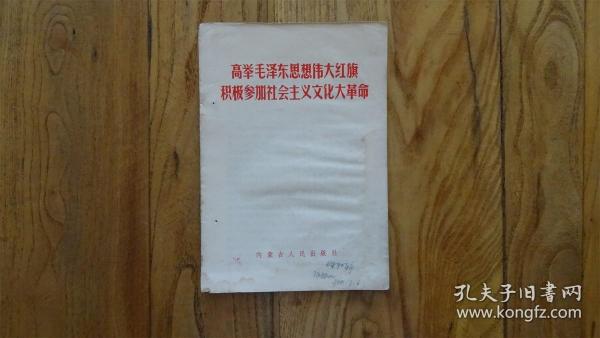 高举毛泽东思想伟大红旗
积极参加社会主义文化大革命
内蒙古人民出版社
孔夫子旧书网
www.kongfz.com